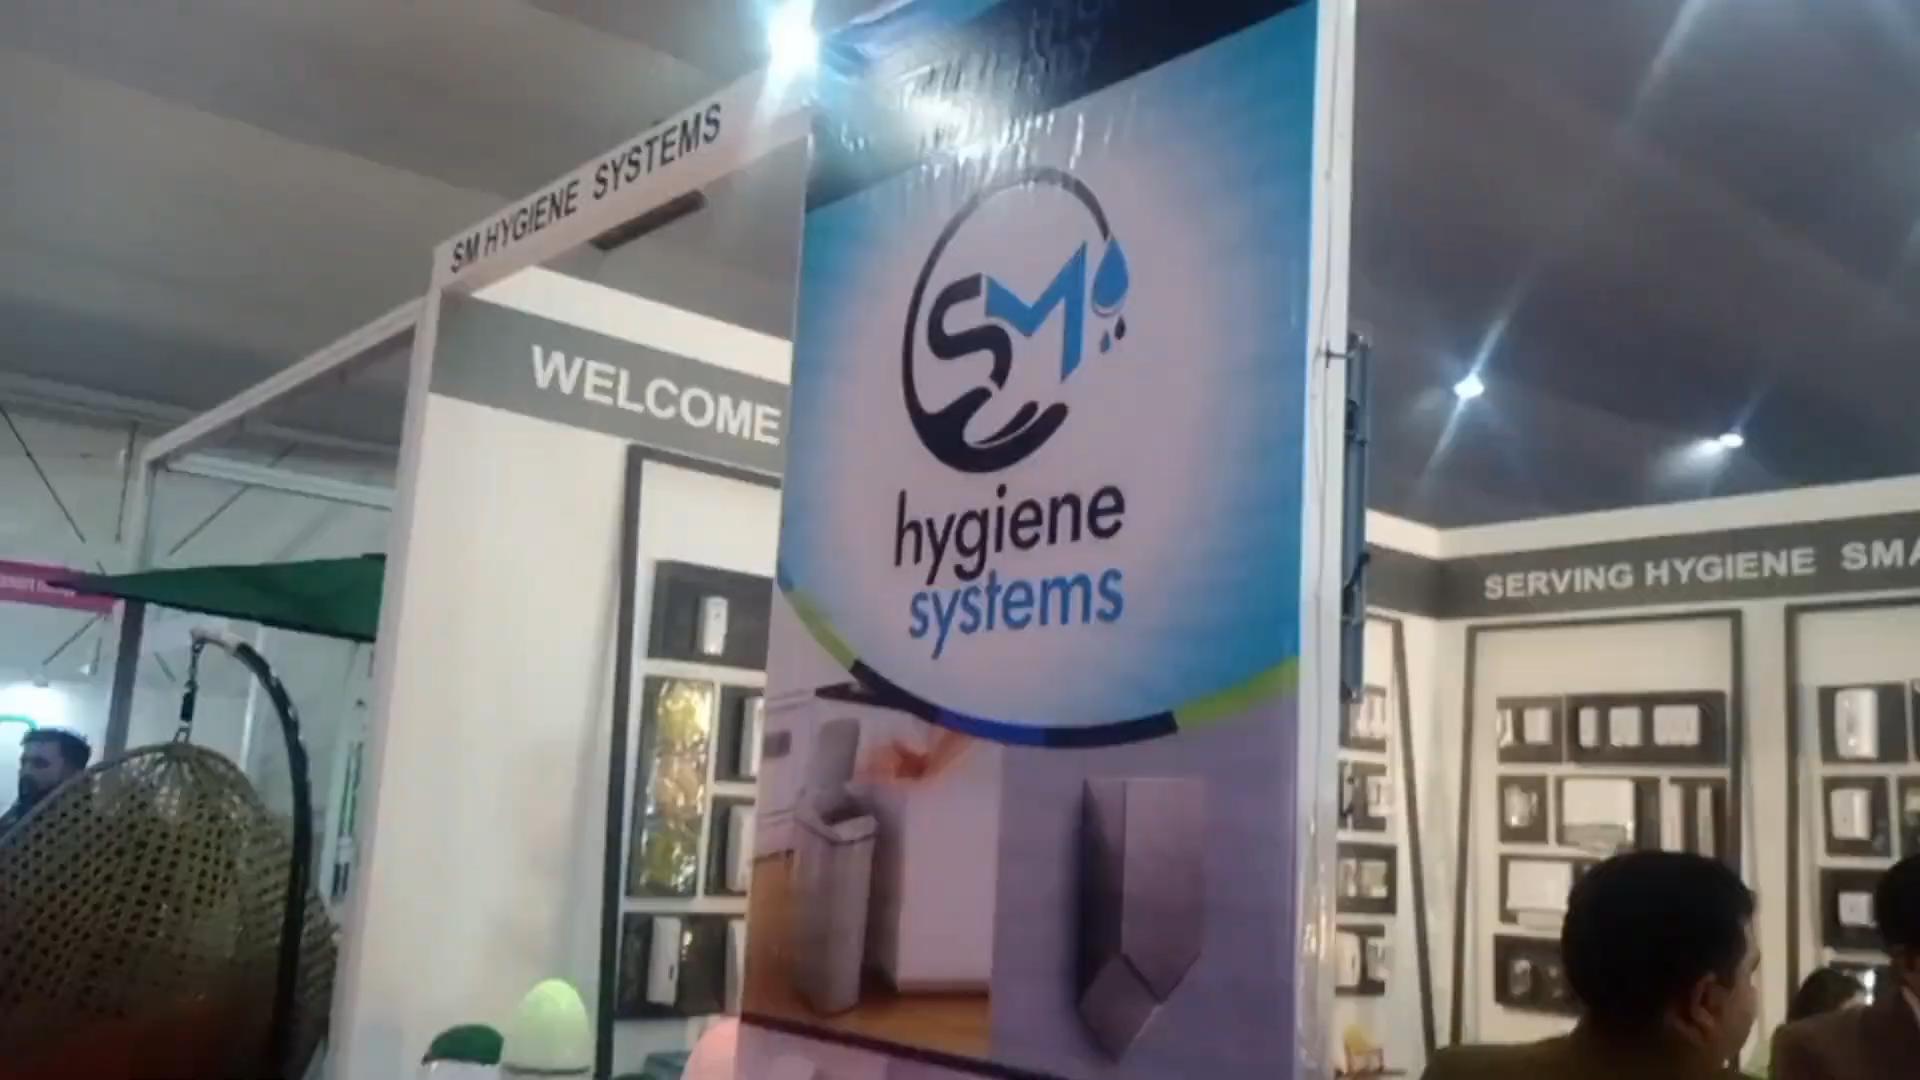 SM HYGIENE SYSTEMS
WELCOME
SM
hygiene
systems
SERVING HYGIENE SMA